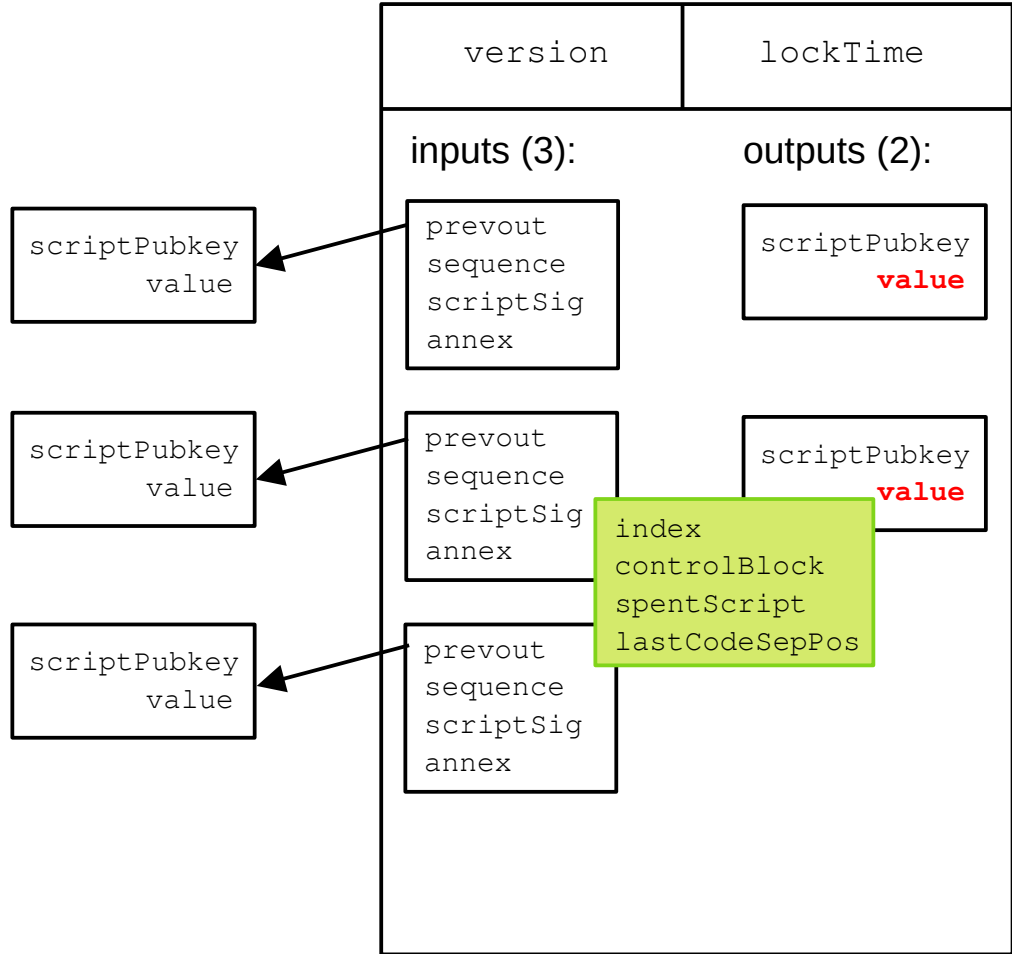 version
lockTime
inputs (3):
outputs (2):
scriptPubkey
value
prevout
sequence
scriptSig
annex
scriptPubkey
value
scriptPubkey
value
prevout
sequence
scriptSig
annex
scriptPubkey
value
index
controlBlock
spentScript
lastCodeSepPos
scriptPubkey
value
prevout
sequence
scriptSig
annex